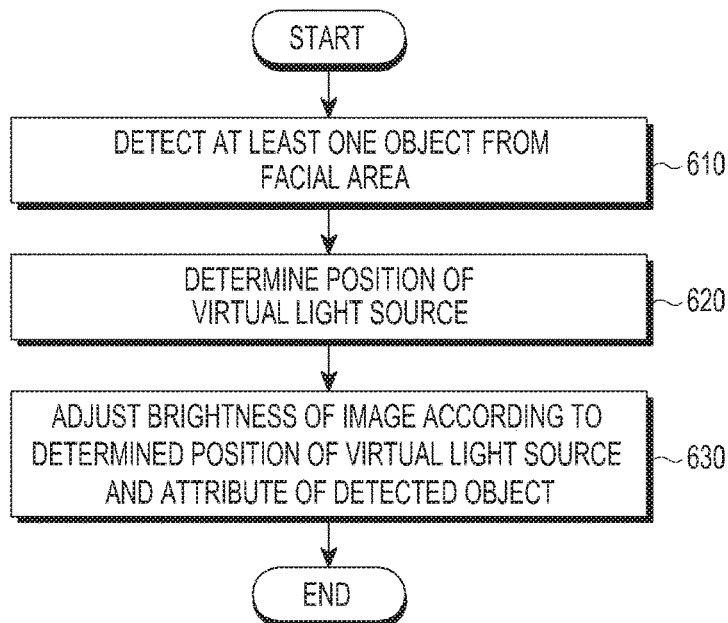 START
DETECT AT LEAST ONE OBJECT FROM
FACIAL AREA
610
DETERMINE POSITION OF
VIRTUAL LIGHT SOURCE
620
ADJUST BRIGHTNESS OF IMAGE ACCORDING TO
DETERMINED POSITION OF VIRTUAL LIGHT SOURCE
AND ATTRIBUTE OF DETECTED OBJECT
630
END